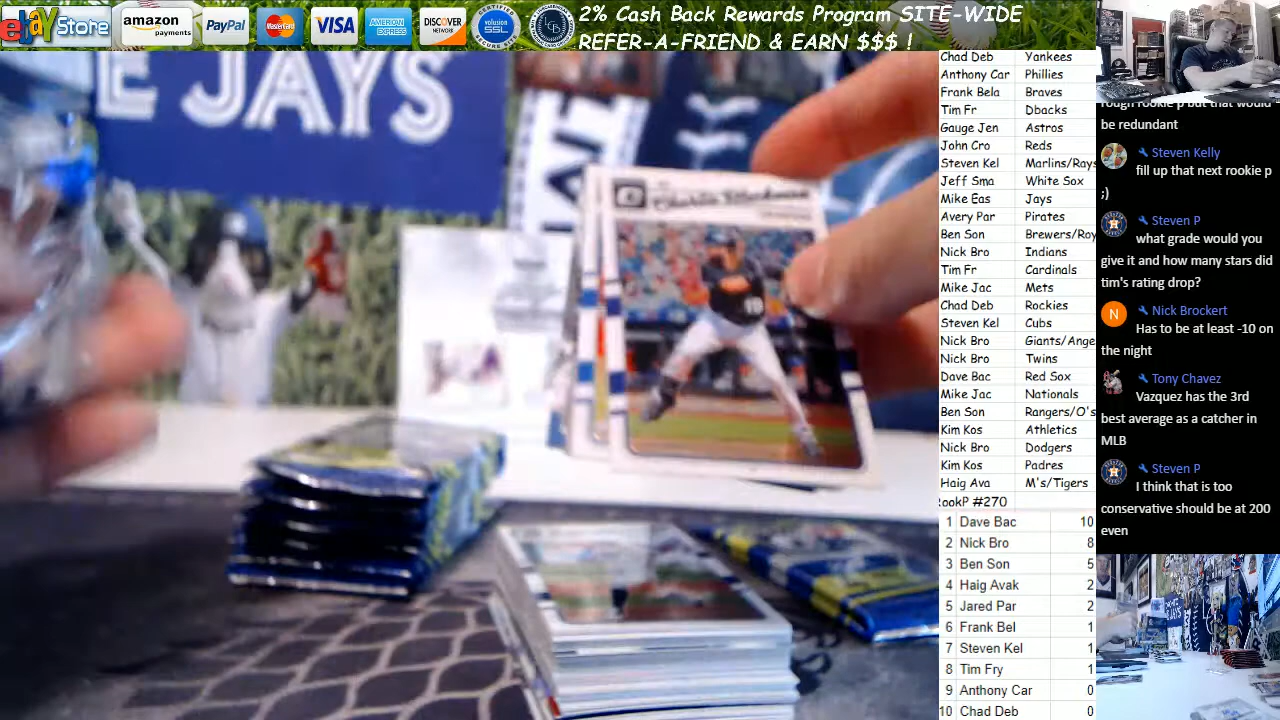 ebay Store
amazon payments
PayPal
MasterCard
VISA
AMERICAN EXPRESS
DISCOVER NETWORK
CERTIFIED SECURE SITE
volusion SSL
2% Cash Back Rewards Program SITE-WIDE
REFER-A-FRIEND & EARN $$$ !
E JAYS
Chad Deb Yankees
Anthony Car Phillies
Frank Bela Braves
Tim Fr Dbacks
Gauge Jen Astros
John Cro Reds
Steven Kel Marlins/Rays
Jeff Sma White Sox
Mike Eas Jays
Avery Par Pirates
Ben Son Brewers/Roy
Nick Bro Indians
Tim Fr Cardinals
Mike Jac Mets
Chad Deb Rockies
Steven Kel Cubs
Nick Bro Giants/Ange
Nick Bro Twins
Dave Bac Red Sox
Mike Jac Nationals
Ben Son Rangers/O's
Kim Kos Athletics
Nick Bro Dodgers
Kim Kos Padres
Haig Ava M's/Tigers
RookP #270
1 Dave Bac 10
2 Nick Bro 8
3 Ben Son 5
4 Haig Avak 2
5 Jared Par 2
6 Frank Bel 1
7 Steven Kel 1
8 Tim Fry 1
9 Anthony Car 0
10 Chad Deb 0
rough rookie p but that would
be redundant
Steven Kelly
fill up that next rookie p
;)
Steven P
what grade would you
give it and how many stars did
tim's rating drop?
N Nick Brockert
Has to be at least -10 on
the night
Tony Chavez
Vazquez has the 3rd
best average as a catcher in
MLB
Steven P
I think that is too
conservative should be at 200
even